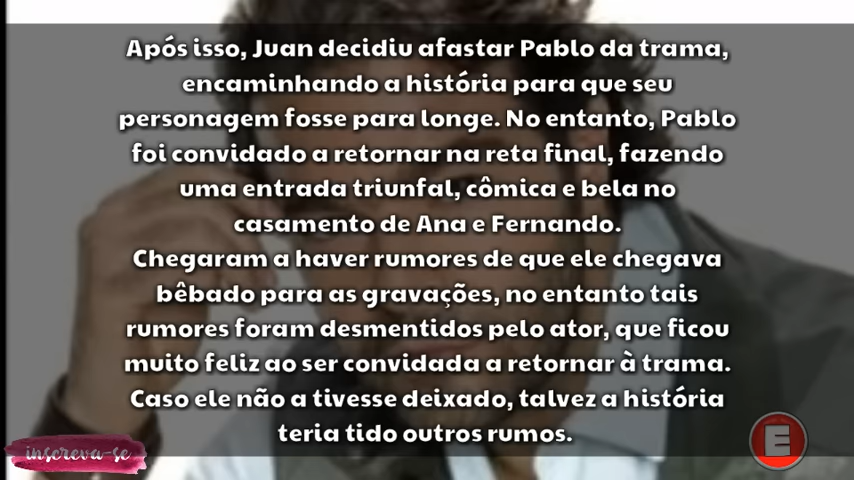 Após isso, Juan decidiu afastar Pablo da trama,
encaminhando a história para que seu
personagem fosse para longe. No entanto, Pablo
foi convidado a retornar na reta final, fazendo
uma entrada triunfal, cômica e bela no
casamento de Ana e Fernando.
Chegaram a haver rumores de que ele chegava
bêbado para as gravações, no entanto tais
rumores foram desmentidos pelo ator, que ficou
muito feliz ao ser convidada a retornar à trama.
Caso ele não a tivesse deixado, talvez a história
teria tido outros rumos.
inscreva-se
E